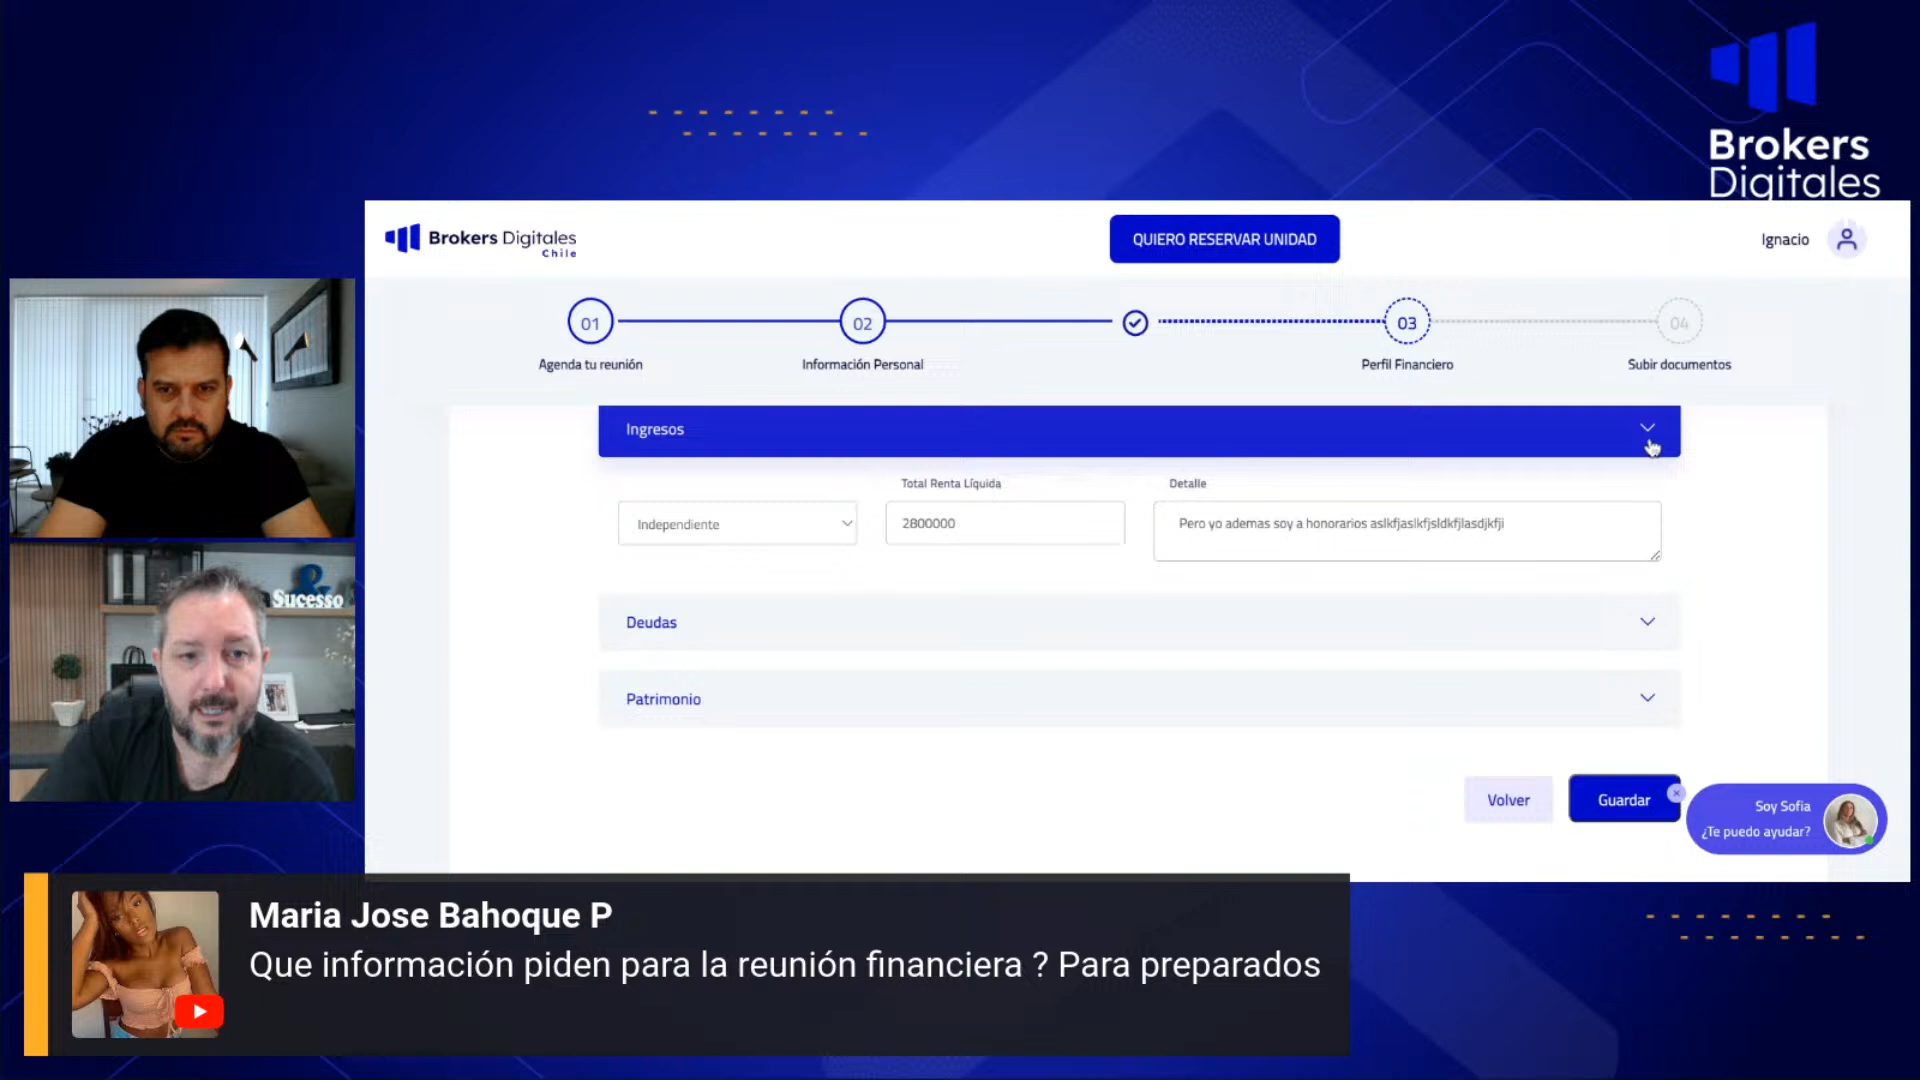 Brokers
Digitales
Brokers Digitales
Chile
QUIERO RESERVAR UNIDAD
Ignacio
01
02
03
04
Agenda tu reunión
Información Personal
Perfil Financiero
Subir documentos
Ingresos
Total Renta Líquida
Detalle
Independiente
2800000
Pero yo ademas soy a honorarios aslkfjaslkfjsldkfjlasdjkfji
&
Sucesso
Deudas
Patrimonio
Volver
Guardar
Soy Sofia
¿Te puedo ayudar?
Maria Jose Bahoque P
Que información piden para la reunión financiera ? Para preparados